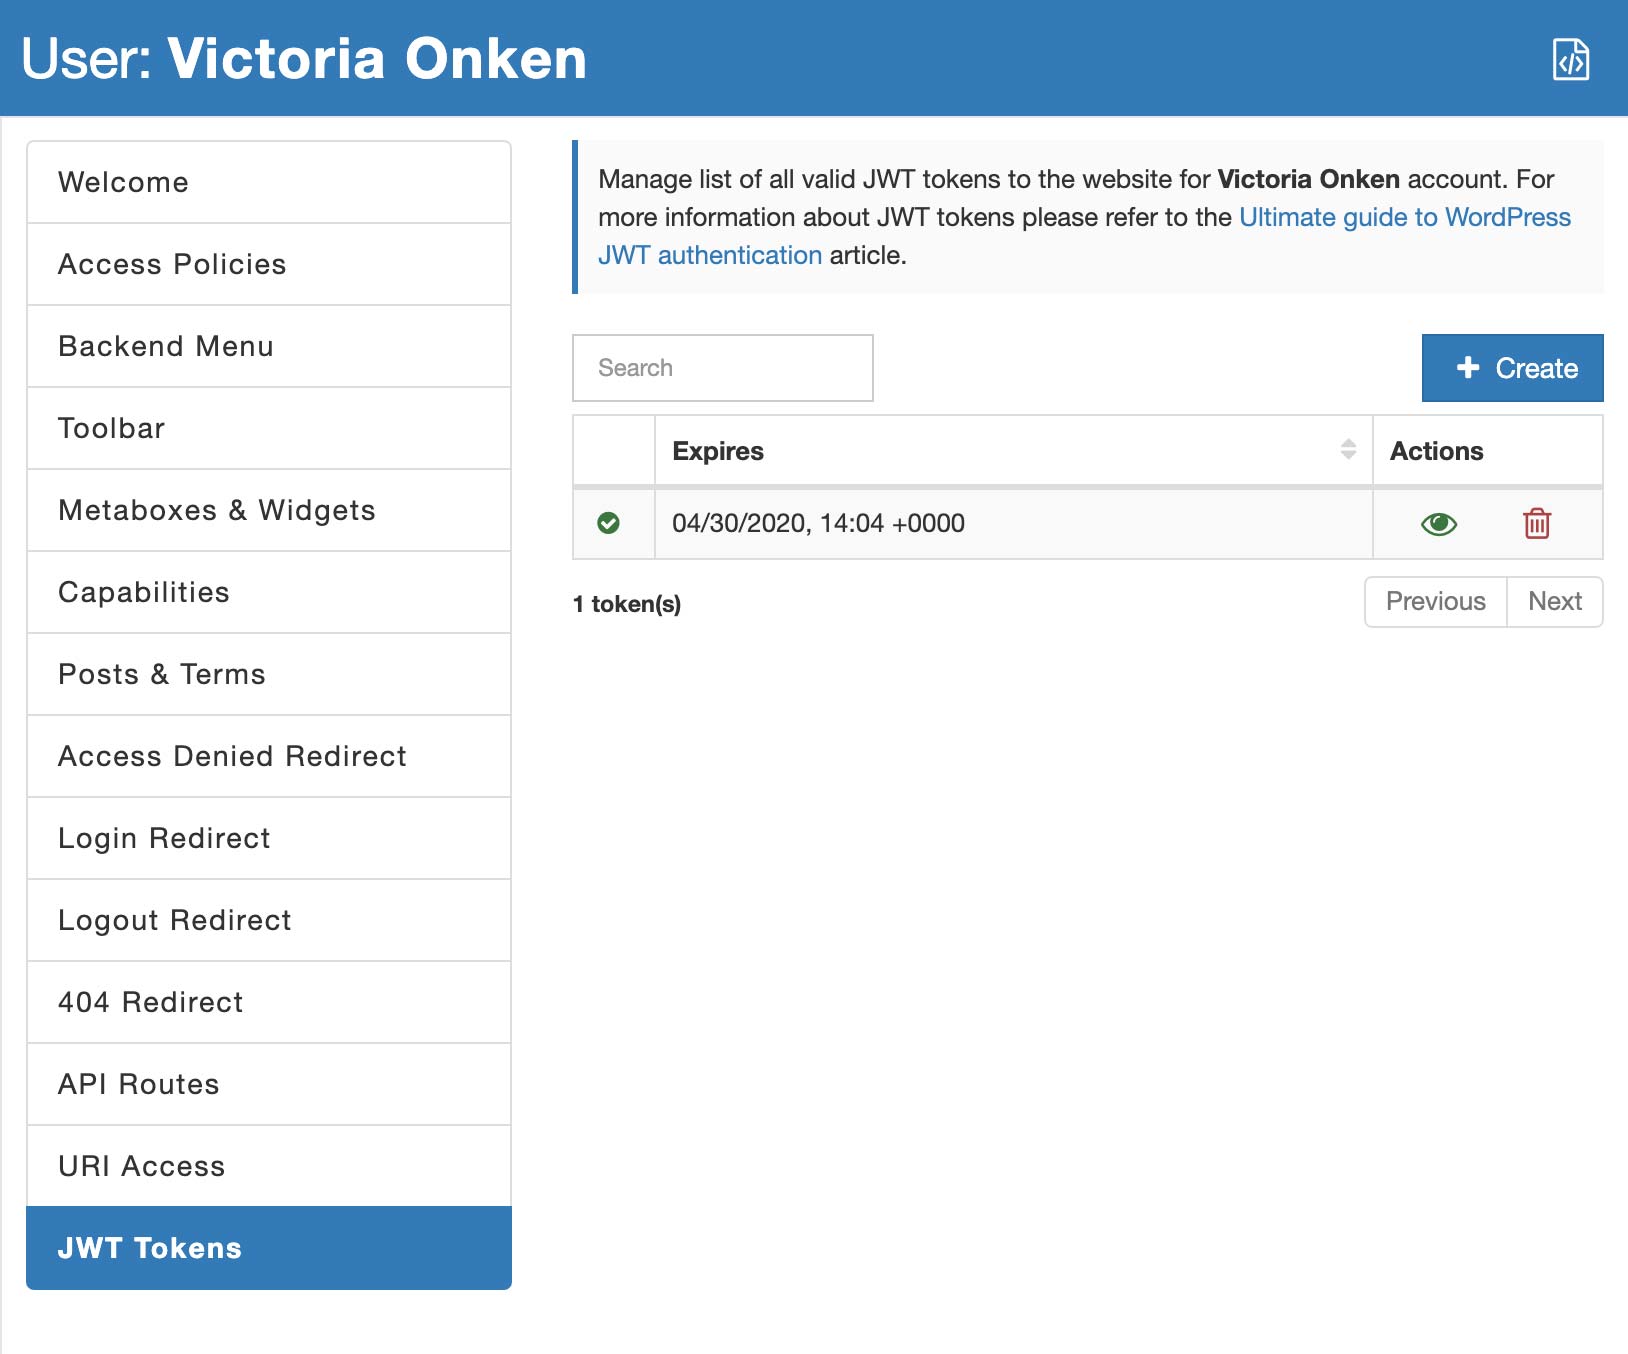 User: Victoria Onken
Welcome
Access Policies
Backend Menu
Toolbar
Metaboxes & Widgets
Capabilities
Posts & Terms
Access Denied Redirect
Login Redirect
Logout Redirect
404 Redirect
API Routes
URI Access
JWT Tokens
Manage list of all valid JWT tokens to the website for Victoria Onken account. For
more information about JWT tokens please refer to the Ultimate guide to WordPress
JWT authentication article.
Search
Create
Expires Actions
04/30/2020, 14:04 +0000
1 token(s)
Previous Next